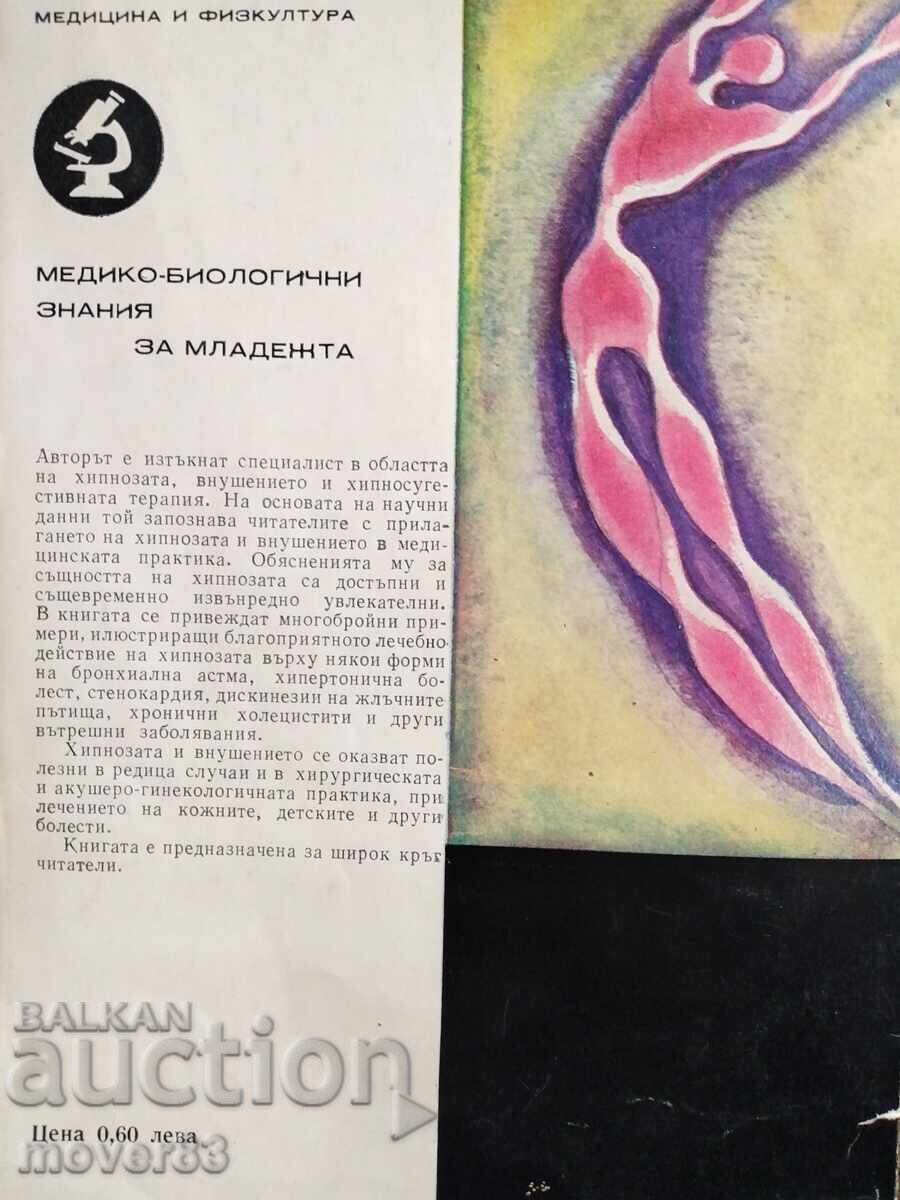 МЕДИЦИНА И ФИЗКУЛТУРА
МЕДИКО-БИОЛОГИЧНИ
ЗНАНИЯ
ЗА МЛАДЕЖТА
Авторът е изтъкнат специалист в областта
на хипнозата, внушението и хипносуге-
стивната терапия. На основата на научни
данни той запознава читателите с прила-
гането на хипнозата и внушението в меди-
цинската практика. Обясненията му за
същността на хипнозата са достъпни и
същевременно извънредно увлекателни.
В книгата се привеждат многобройни при-
мери, илюстриращи благоприятното лечебно
действие на хипнозата върху някои форми
на бронхиална астма, хипертонична бо-
лест, стенокардия, дискинезии на жлъчните
пътища, хронични холецистити и други
вътрешни заболявания.
Хипнозата и внушението се оказват по-
лезни в редица случаи и в хирургическата
и акушеро-гинекологичната практика, при
лечението на кожните, детските и други
болести.
Книгата е предназначена за широк кръг
читатели.
BALKAN
auction
Цена 0,60 лева
mover83